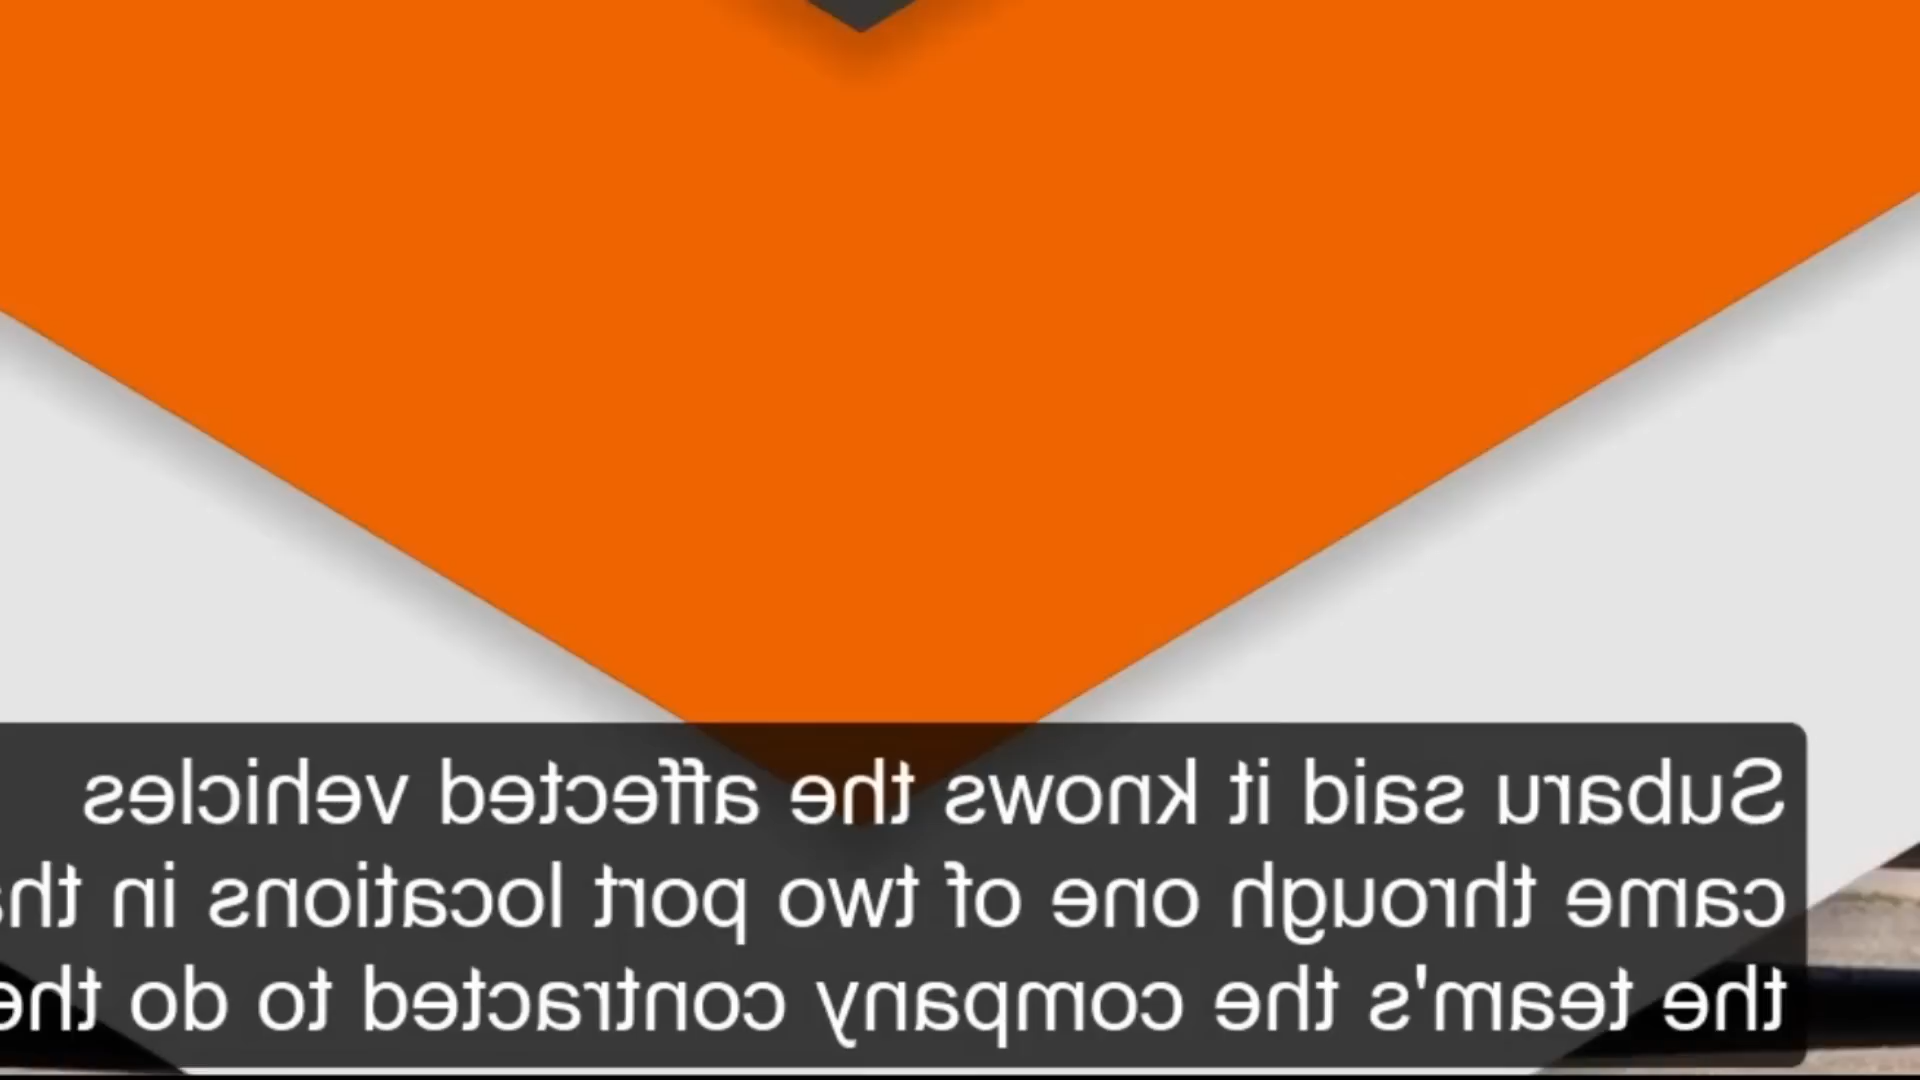 Subaru said it knows the affected vehicles
came through one of two port locations in
the team's the company contracted to do